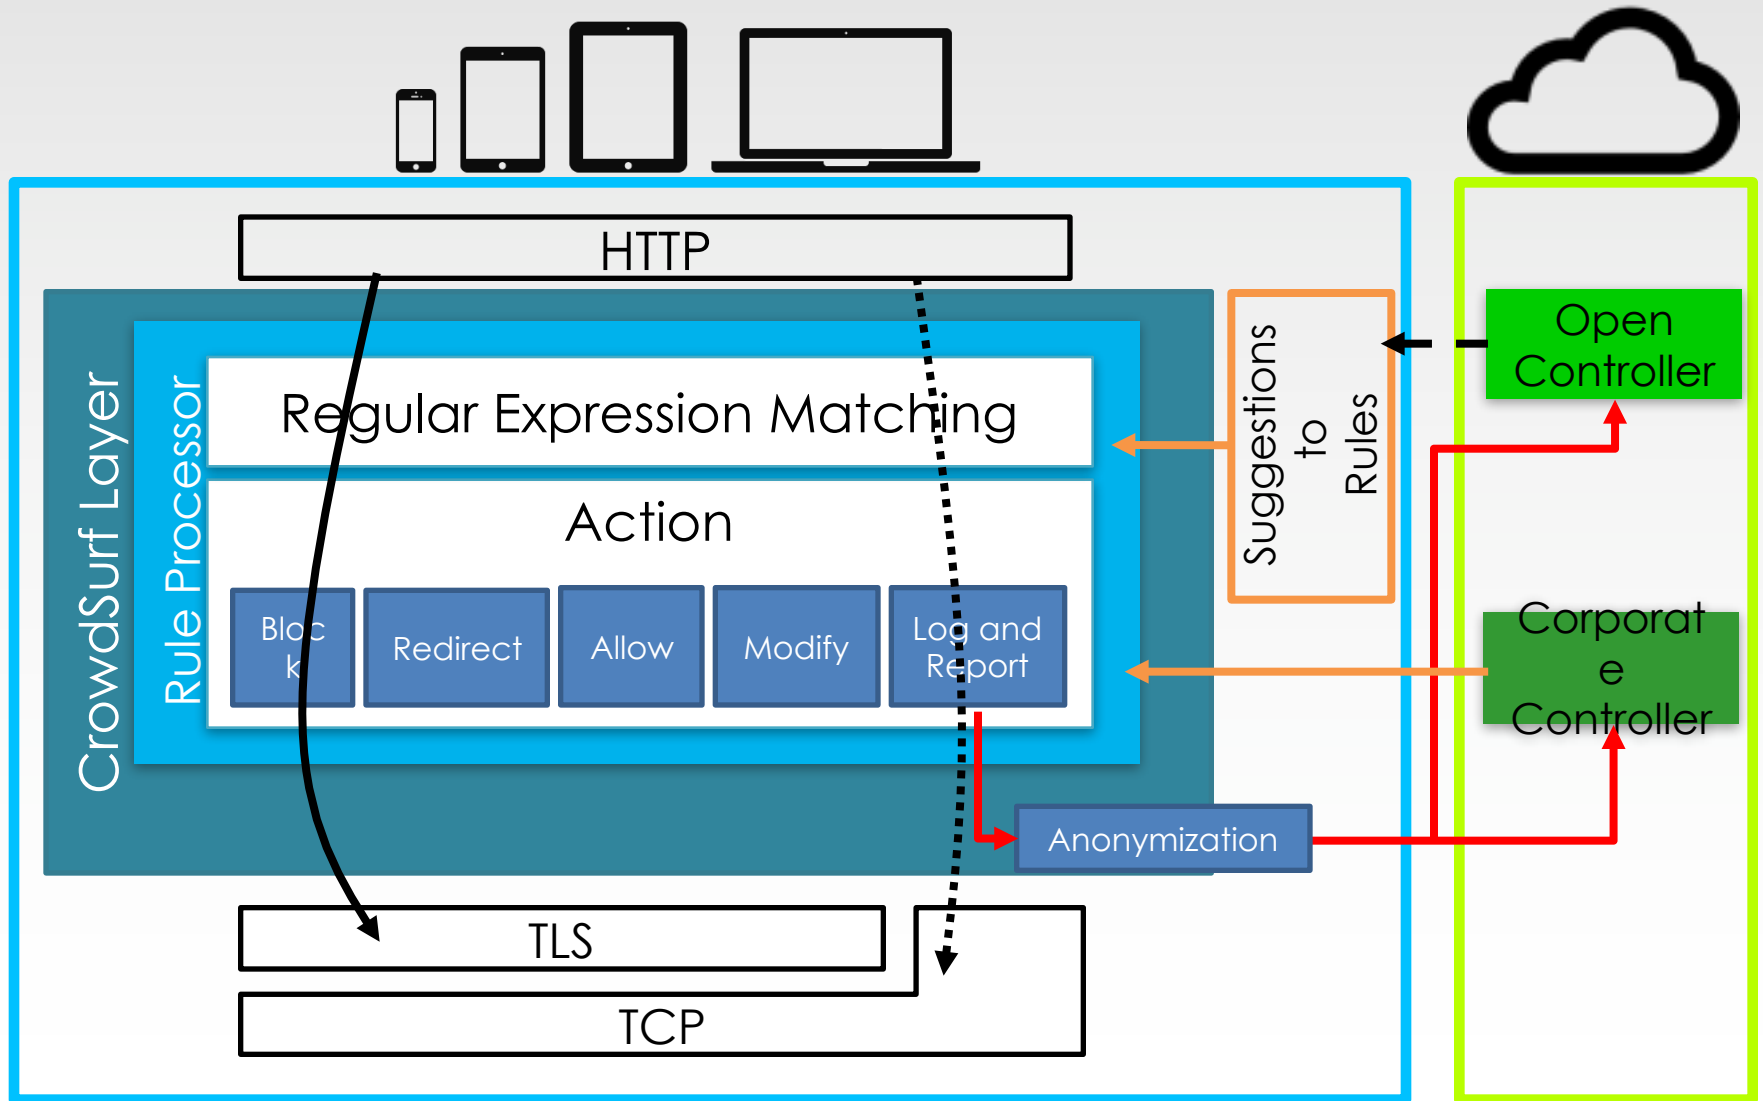 HTTP
CrowdSurf Layer
Rule Processor
Regular Expression Matching
Action
Bloc
k
Redirect
Allow
Modify
Log and
Report
Suggestions
to
Rules
Open
Controller
Corporat
e
Controller
Anonymization
TLS
TCP